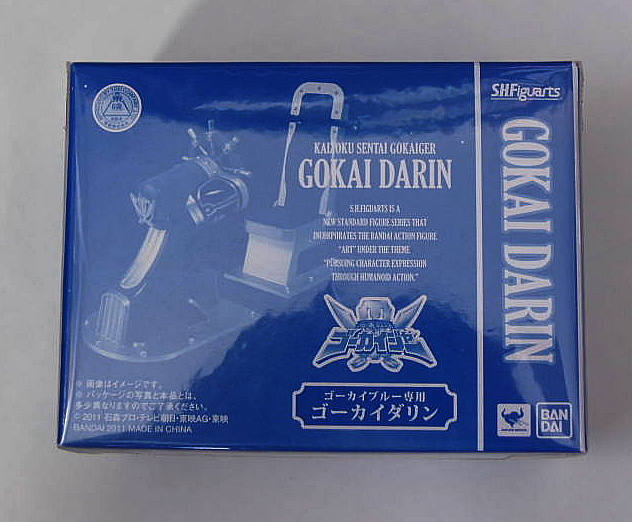 S.H.Figuarts
GOKAI DARIN
KAIZOKU SENTAI GOKAIGER
GOKAI DARIN
S.H.FIGUARTS IS A
NEW STANDARD FIGURE SERIES THAT
INCORPORATES THE BANDAI ACTION FIGURE
"ART" UNDER THE THEME
"PURSUING CHARACTER EXPRESSION
THROUGH HUMANOID ACTION."
ゴーカイジャー
ゴーカイブルー専用
ゴーカイダリン
※ 画像はイメージです。
※ パッケージの写真と本品とは、
多少異なりますのでご了承ください。
© 2011 石森プロ・テレビ朝日・東映AG・東映
BANDAI 2011 MADE IN CHINA
BAN
DAI